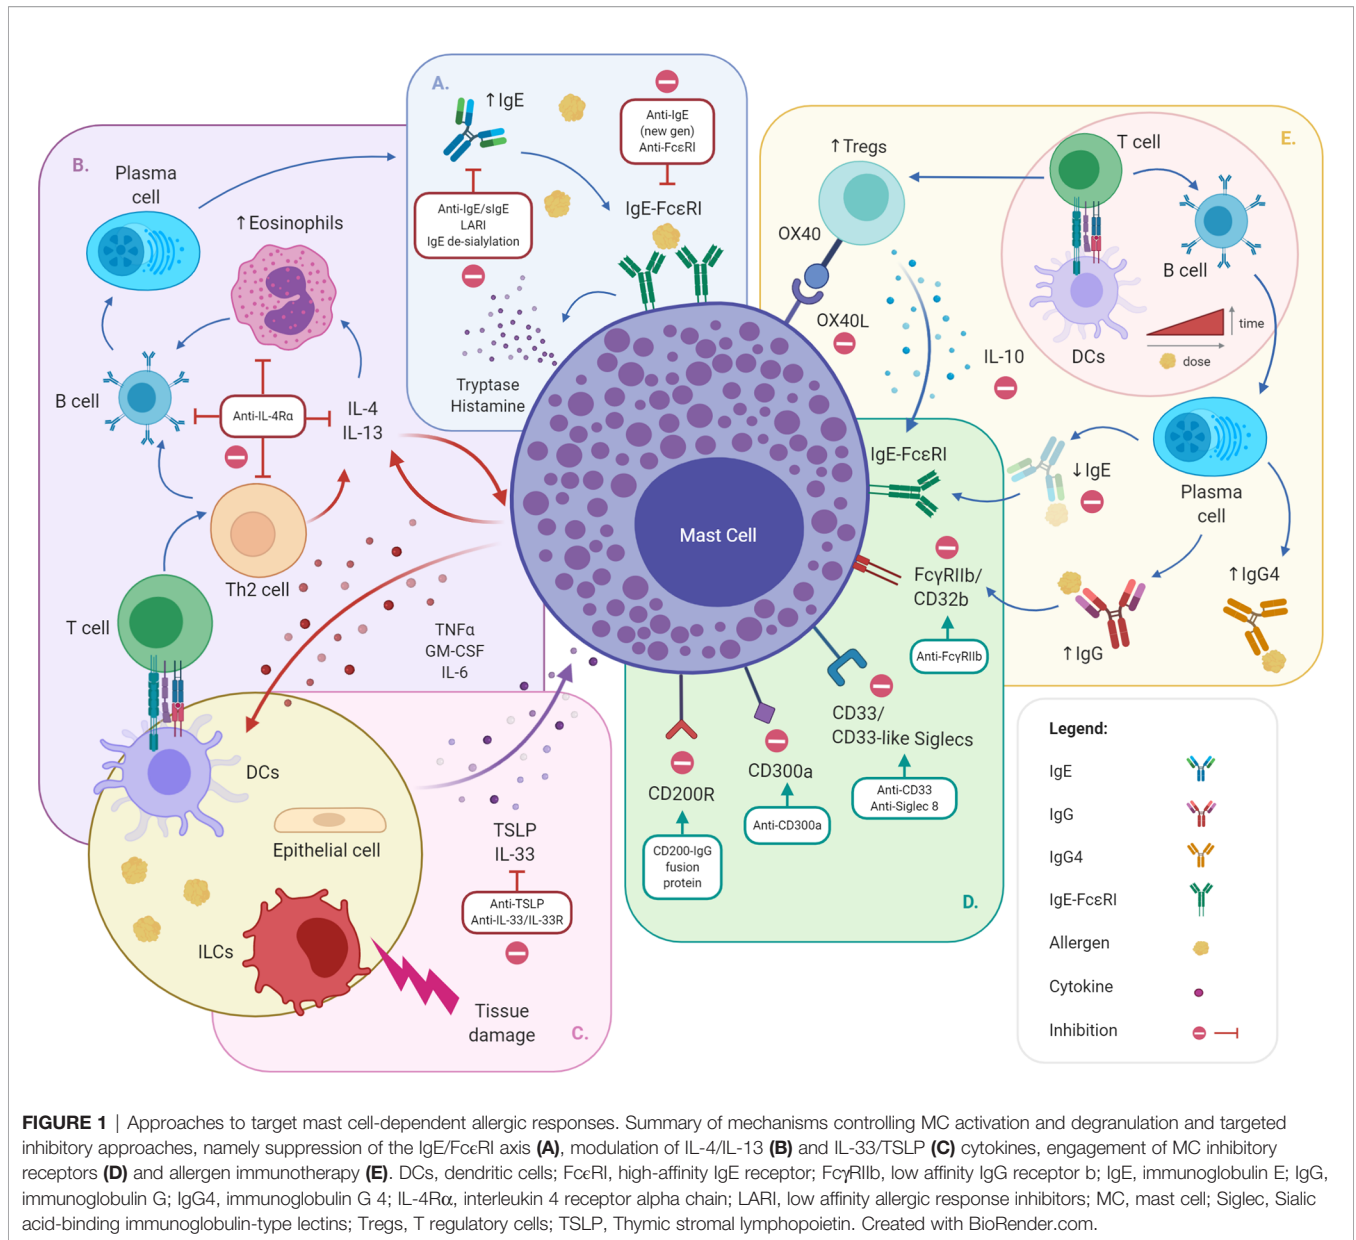 A.
↑IgE
Anti-IgE
(new gen)
Anti-FcεRI
Anti-IgE/sIgE
LARI
IgE de-sialylation
IgE-FcεRI
Tryptase
Histamine
B.
Plasma
cell
↑Eosinophils
B cell
Anti-IL-4Rα
IL-4
IL-13
Th2 cell
T cell
TNFα
GM-CSF
IL-6
DCs
Epithelial cell
ILCs
TSLP
IL-33
Anti-TSLP
Anti-IL-33/IL-33R
Tissue
damage
C.
Mast Cell
E.
↑Tregs
T cell
OX40
OX40L
B cell
DCs
time
dose
IL-10
IgE-FcεRI
↓IgE
Plasma
cell
↑IgG4
↑IgG
FcγRIIb/
CD32b
Anti-FcγRIIb
CD33/
CD33-like Siglecs
Anti-CD33
Anti-Siglec 8
CD300a
Anti-CD300a
CD200R
CD200-IgG
fusion
protein
D.
Legend:
IgE
IgG
IgG4
IgE-FcεRI
Allergen
Cytokine
Inhibition
FIGURE 1 | Approaches to target mast cell-dependent allergic responses. Summary of mechanisms controlling MC activation and degranulation and targeted
inhibitory approaches, namely suppression of the IgE/FcϵRI axis (A), modulation of IL-4/IL-13 (B) and IL-33/TSLP (C) cytokines, engagement of MC inhibitory
receptors (D) and allergen immunotherapy (E). DCs, dendritic cells; FcϵRI, high-affinity IgE receptor; FcγRIIb, low affinity IgG receptor b; IgE, immunoglobulin E; IgG,
immunoglobulin G; IgG4, immunoglobulin G 4; IL-4Rα, interleukin 4 receptor alpha chain; LARI, low affinity allergic response inhibitors; MC, mast cell; Siglec, Sialic
acid-binding immunoglobulin-type lectins; Tregs, T regulatory cells; TSLP, Thymic stromal lymphopoietin. Created with BioRender.com.